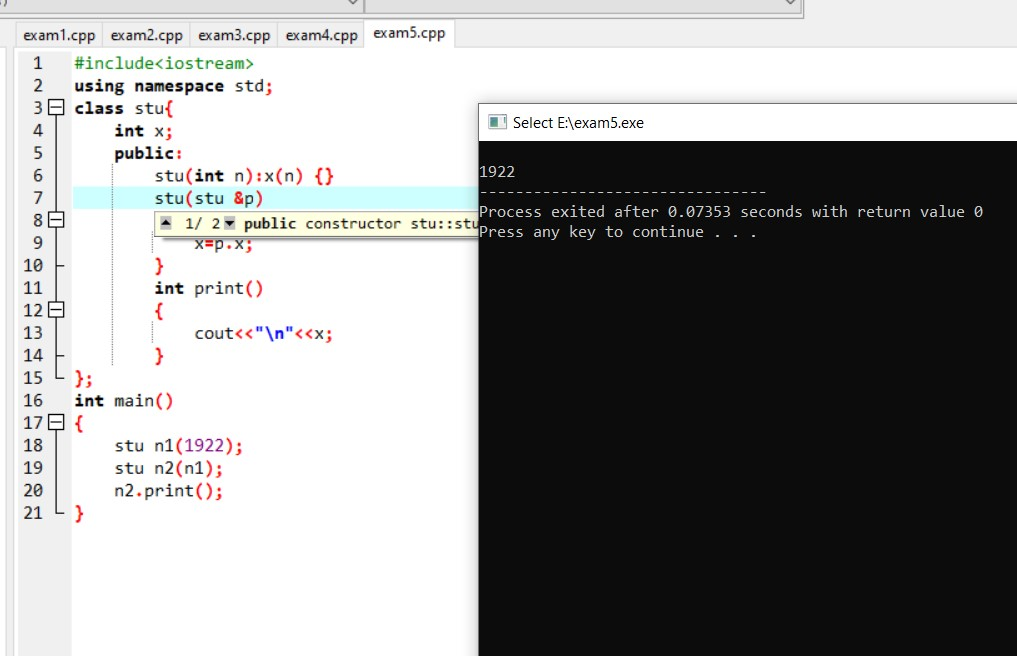 exam1.cpp exam2.cpp exam3.cpp exam4.cpp exam5.cpp
1 #include<iostream>
2 using namespace std;
3 class stu{
4 int x;
5 public:
6 stu(int n):x(n) {}
7 stu(stu &p)
8 1/ 2 public constructor stu::stu
9 x=p.x;
10 }
11 int print()
12 {
13 cout<<"\n"<<x;
14 }
15 };
16 int main()
17 {
18 stu n1(1922);
19 stu n2(n1);
20 n2.print();
21 }
Select E:\exam5.exe
1922
--------------------------------
Process exited after 0.07353 seconds with return value 0
Press any key to continue . . .